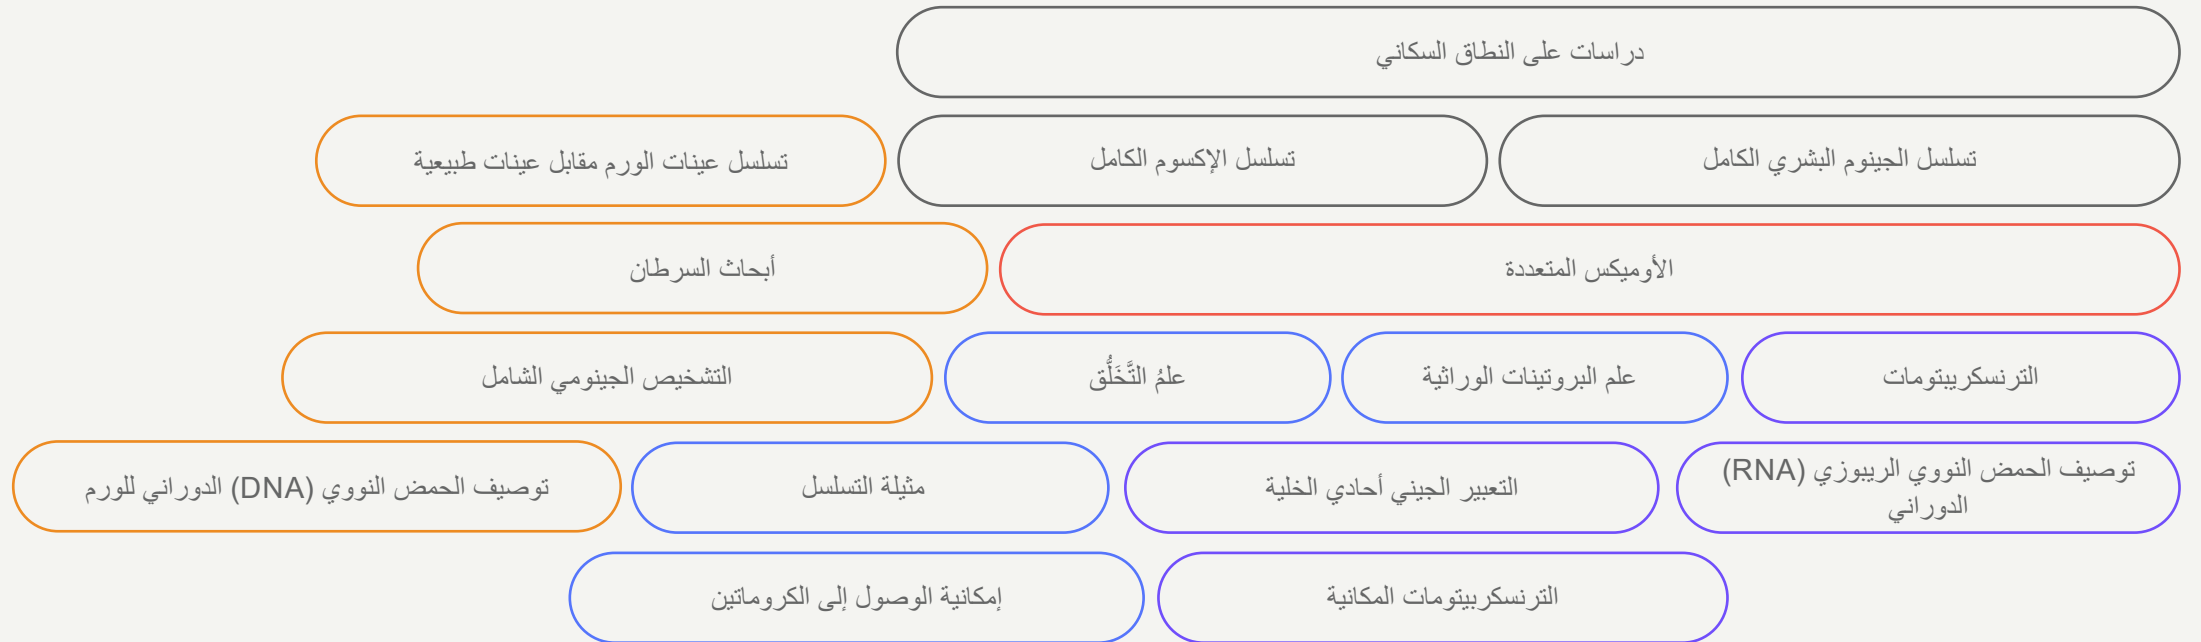 دراسات على النطاق السكاني
تسلسل الجينوم البشري الكامل
تسلسل الإكسوم الكامل
تسلسل عينات الورم مقابل عينات طبيعية
الأوميكس المتعددة
أبحاث السرطان
الترنسكريبتومات
علم البروتينات الوراثية
علمُ التَّخَلُّق
التشخيص الجينومي الشامل
توصيف الحمض النووي الريبوزي (RNA)
الدوراني
التعبير الجيني أحادي الخلية
مثيلة التسلسل
توصيف الحمض النووي (DNA) الدوراني للورم
الترنسكربيتومات المكانية
إمكانية الوصول إلى الكروماتين